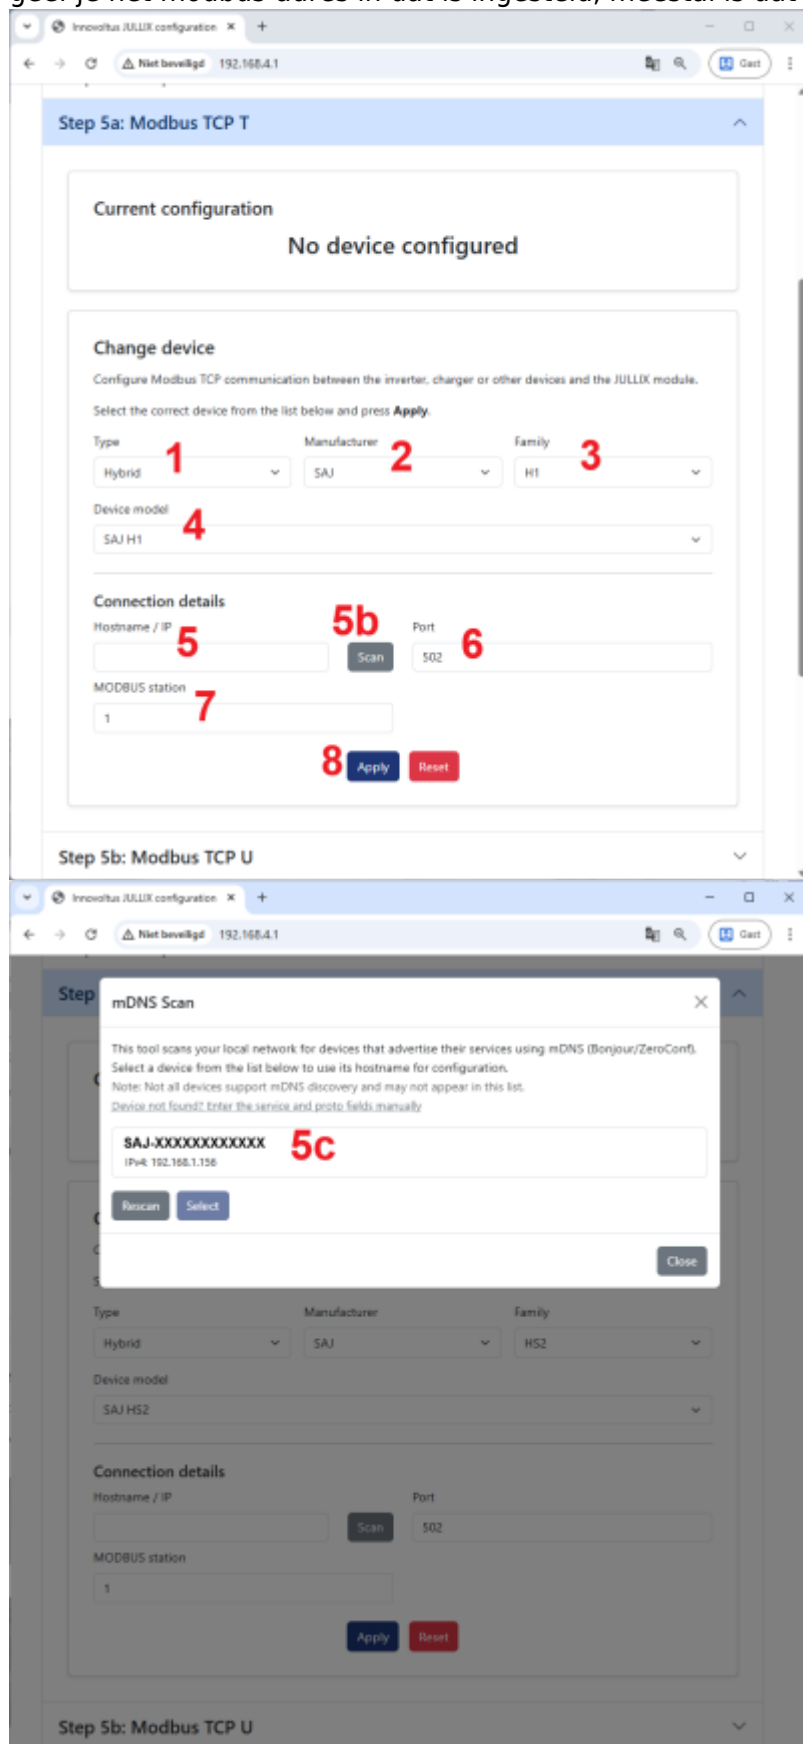 geef je het modbus adres in dat is ingesteld, meestal is dat
Innovoltus JULLIX configuration × +
Niet beveiligd 192.168.4.1 Gast
Step 5a: Modbus TCP T
Current configuration
No device configured
Change device
Configure Modbus TCP communication between the inverter, charger or other devices and the JULLIX module.
Select the correct device from the list below and press Apply.
Type 1 Manufacturer 2 Family 3
Hybrid SAJ H1
Device model 4
SAJ H1
Connection details
Hostname / IP 5 5b Port 6
Scan 502
MODBUS station 7
1
8 Apply Reset
Step 5b: Modbus TCP U
Innovoltus JULLIX configuration × +
Niet beveiligd 192.168.4.1 Gast
Step
mDNS Scan
This tool scans your local network for devices that advertise their services using mDNS (Bonjour/ZeroConf).
Select a device from the list below to use its hostname for configuration.
Note: Not all devices support mDNS discovery and may not appear in this list.
Device not found? Enter the service and proto fields manually
SAJ-XXXXXXXXXXXX 5c
IPv4: 192.168.1.156
Rescan Select
Close
Type Manufacturer Family
Hybrid SAJ HS2
Device model
SAJ HS2
Connection details
Hostname / IP Port
Scan 502
MODBUS station
1
Apply Reset
Step 5b: Modbus TCP U